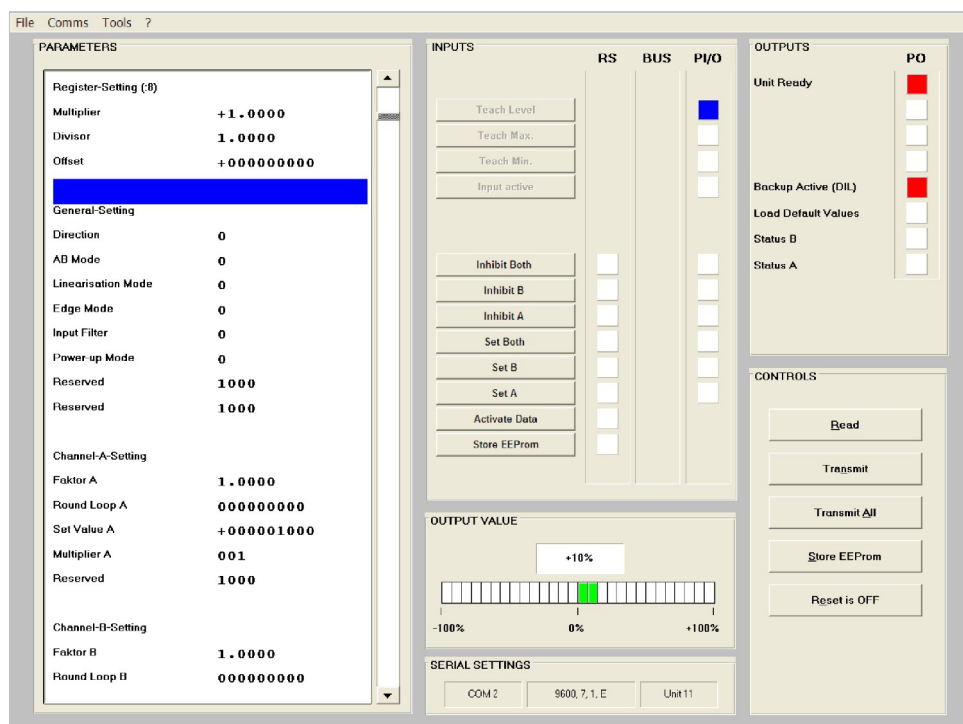 File Comms Tools ?
PARAMETERS
Register-Setting (:8)
Multiplier +1.0000
Divisor 1.0000
Offset +000000000
General-Setting
Direction 0
AB Mode 0
Linearisation Mode 0
Edge Mode 0
Input Filter 0
Power-up Mode 0
Reserved 1000
Reserved 1000
Channel-A-Setting
Faktor A 1.0000
Round Loop A 000000000
Set Value A +000001000
Multiplier A 001
Reserved 1000
Channel-B-Setting
Faktor B 1.0000
Round Loop B 000000000
INPUTS
RS BUS PI/O
Teach Level
Teach Max.
Teach Min.
Input active
Inhibit Both
Inhibit B
Inhibit A
Set Both
Set B
Set A
Activate Data
Store EEProm
OUTPUT VALUE
+10%
-100% 0% +100%
SERIAL SETTINGS
COM 2 9600, 7, 1, E Unit 11
OUTPUTS
PO
Unit Ready
Backup Active (DIL)
Load Default Values
Status B
Status A
CONTROLS
Read
Transmit
Transmit All
Store EEProm
Reset is OFF